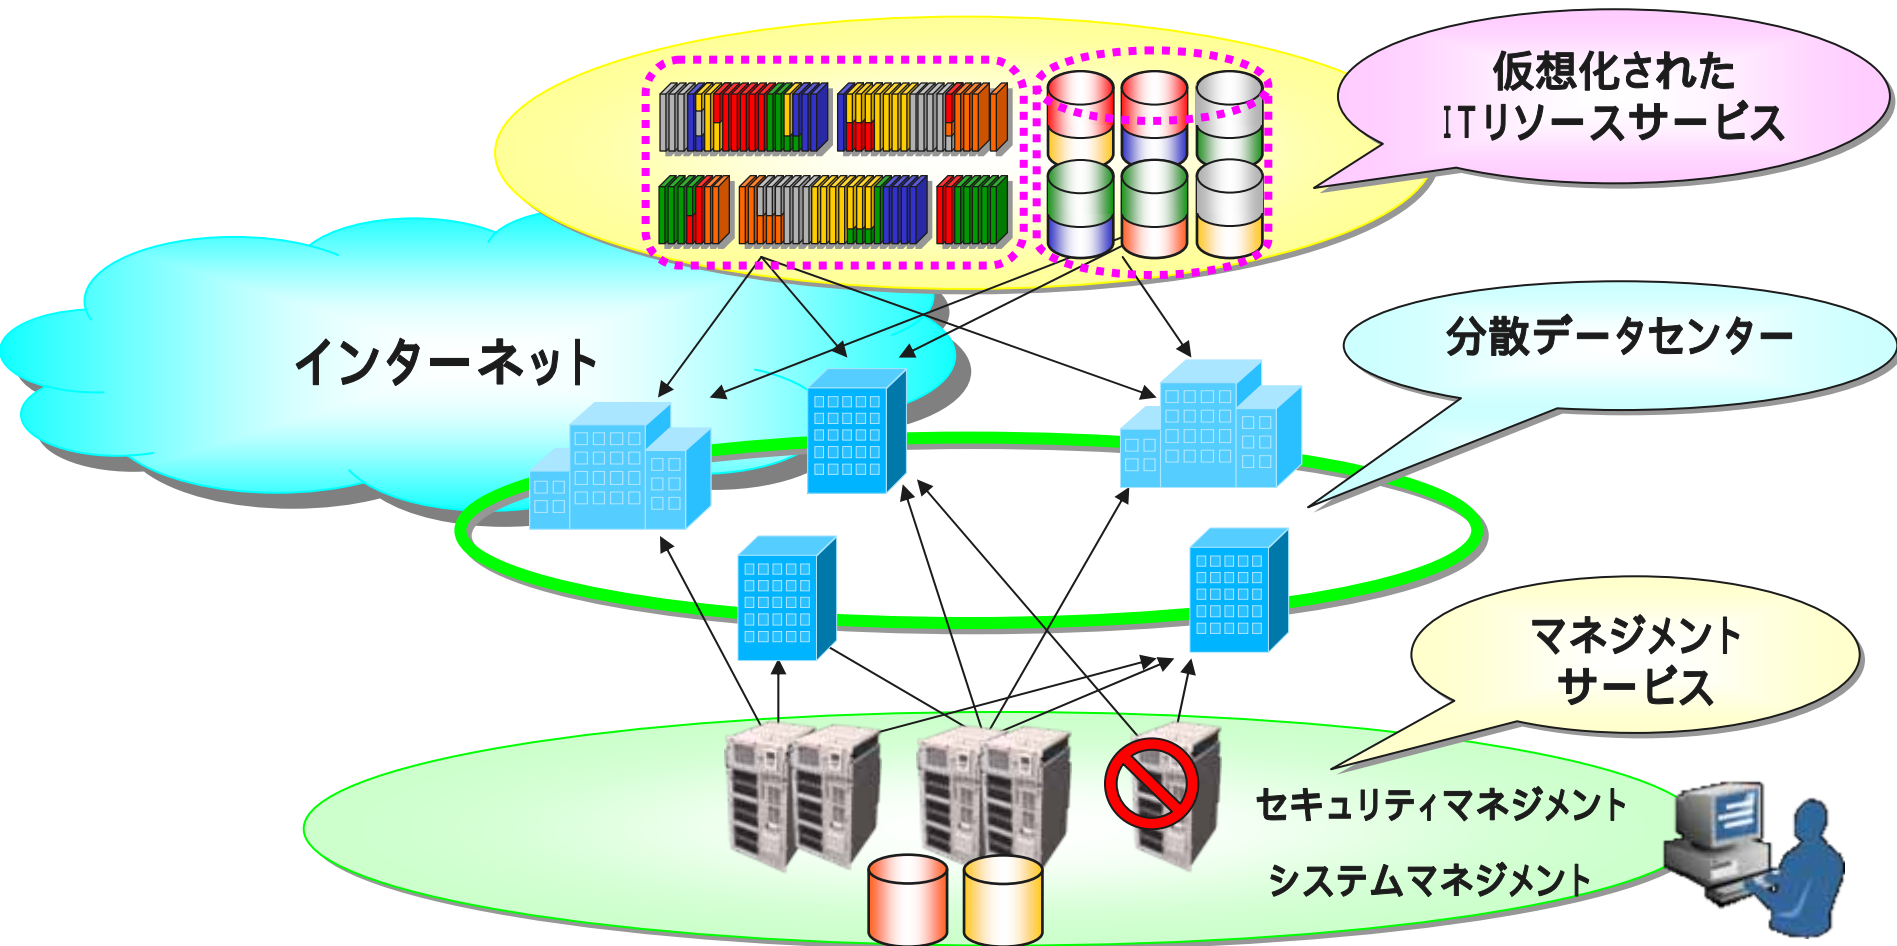 仮想化された
ITリソースサービス
インターネット
分散データセンター
マネジメント
サービス
セキュリティマネジメント
システムマネジメント